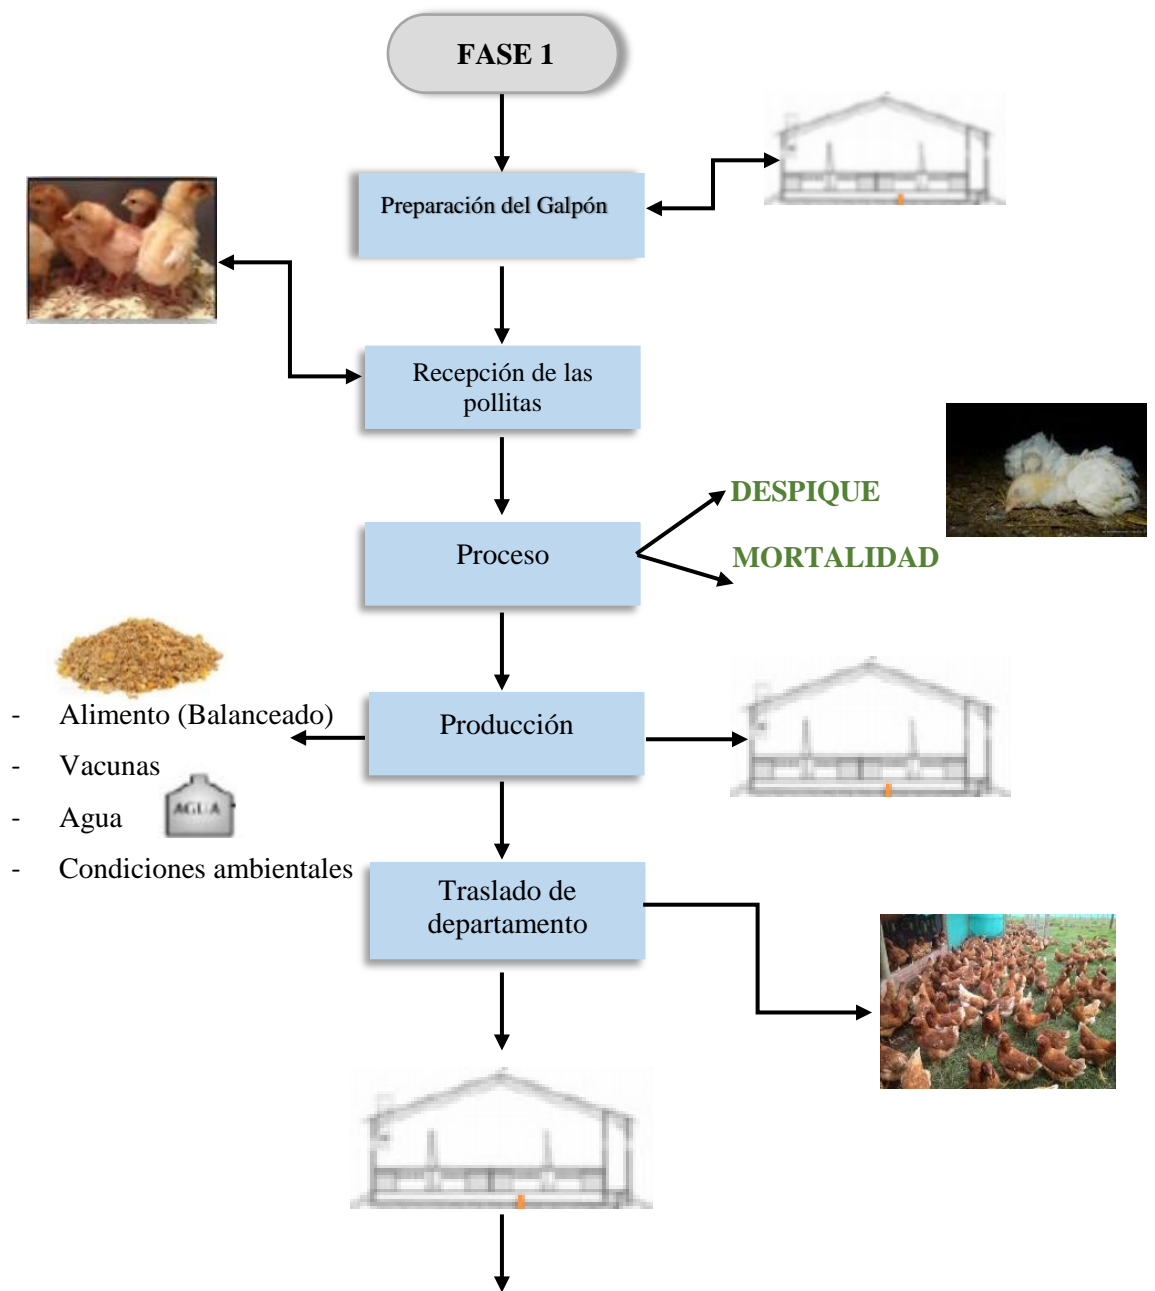 FASE 1
Preparación del Galpón
Recepción de las
pollitas
DESPIQUE
Proceso
MORTALIDAD
- Alimento (Balanceado)
Producción
- Vacunas
- Agua
AGUA
- Condiciones ambientales
Traslado de
departamento